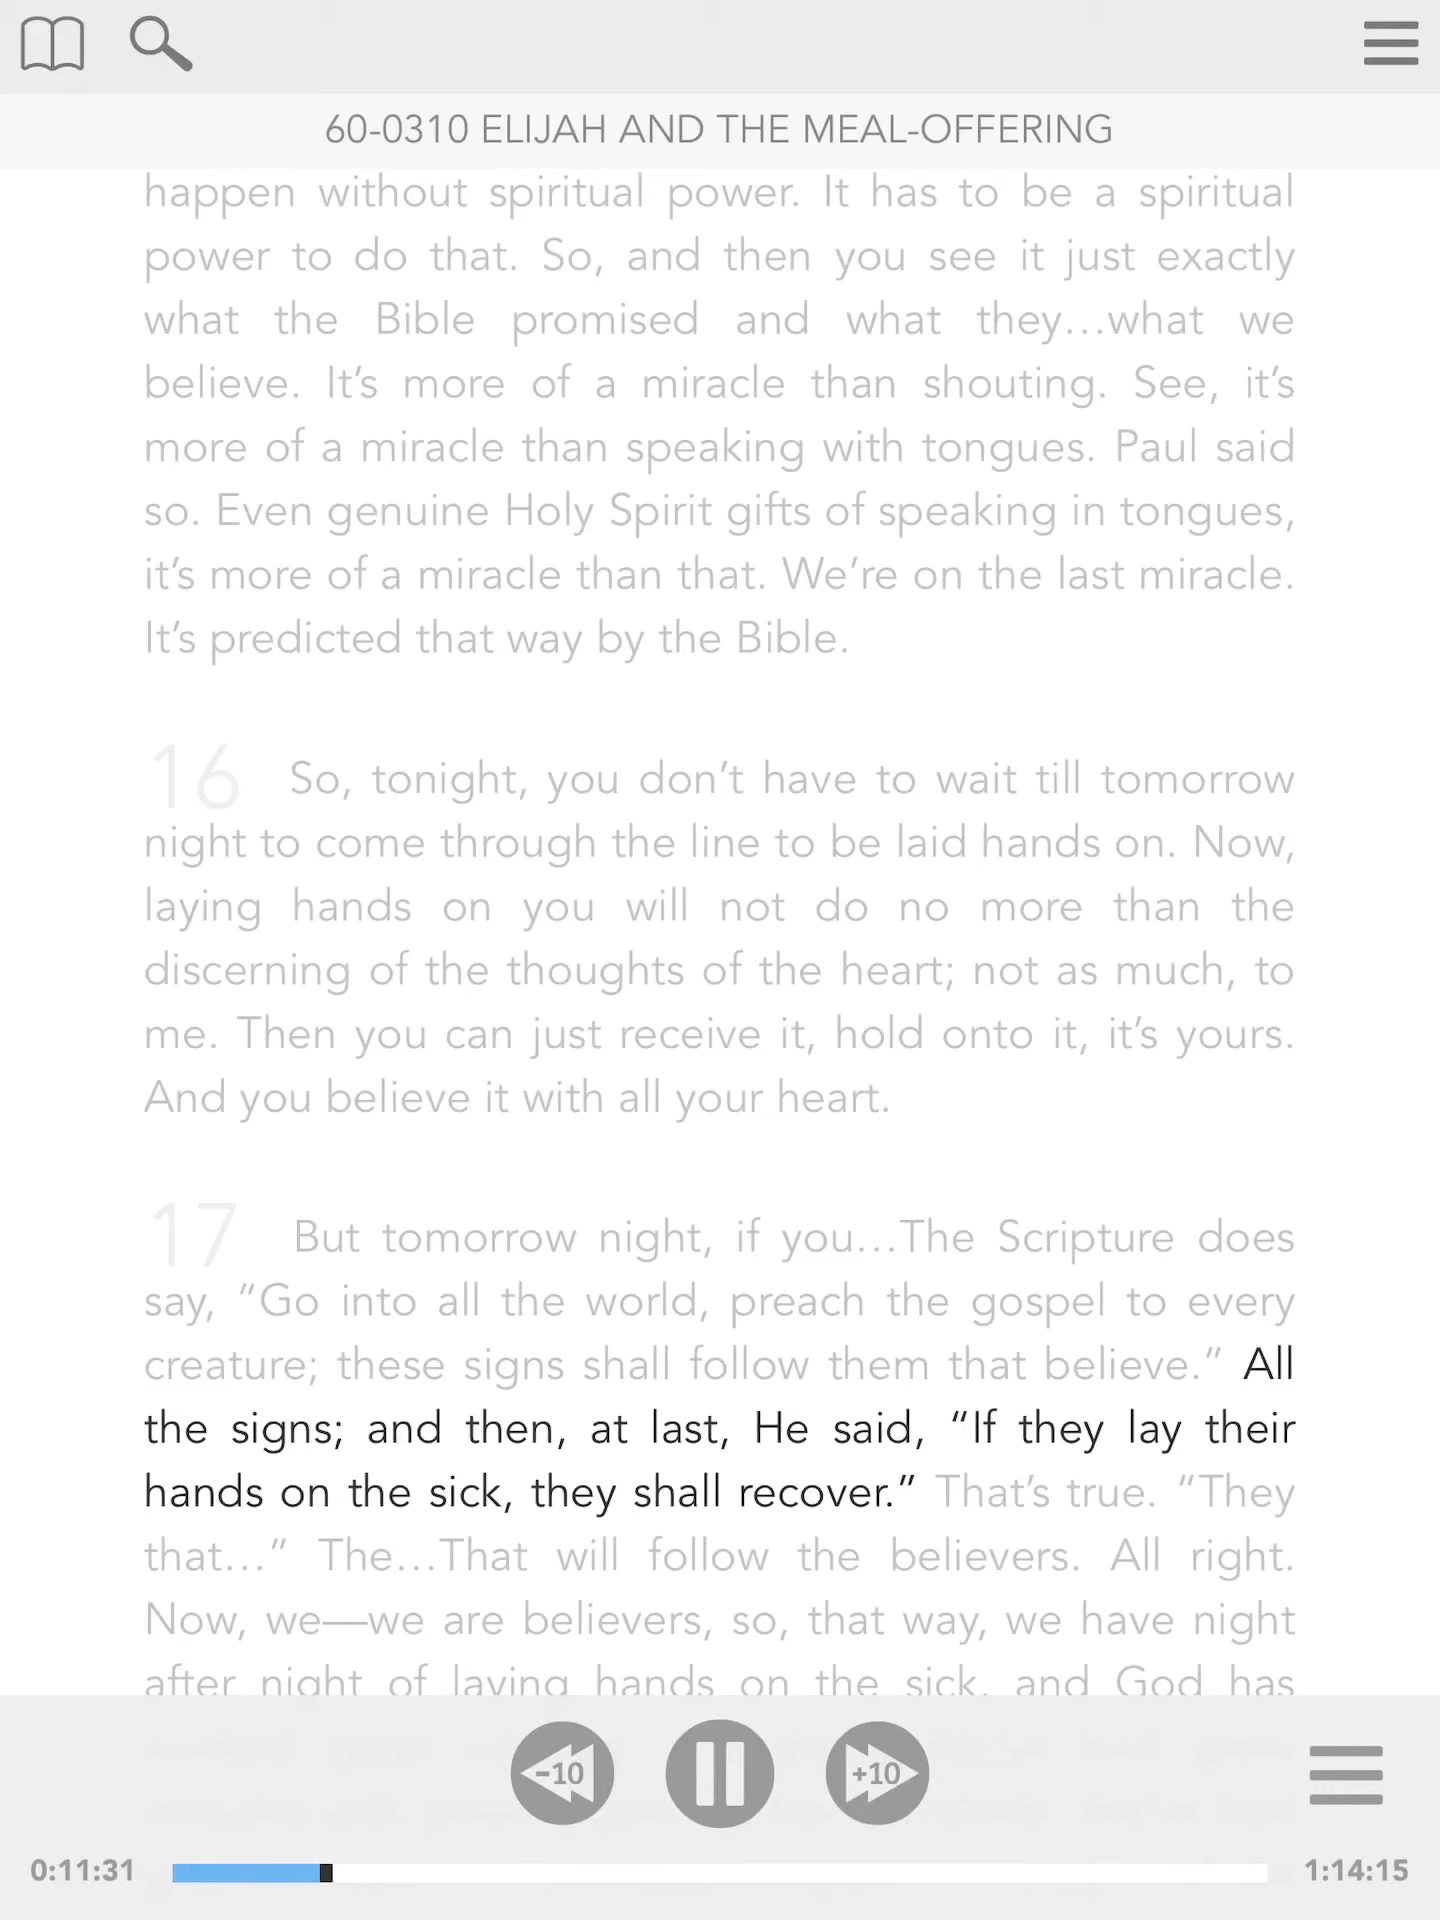 60-0310 ELIJAH AND THE MEAL-OFFERING
happen without spiritual power. It has to be a spiritual
power to do that. So, and then you see it just exactly
what the Bible promised and what they…what we
believe. It’s more of a miracle than shouting. See, it’s
more of a miracle than speaking with tongues. Paul said
so. Even genuine Holy Spirit gifts of speaking in tongues,
it’s more of a miracle than that. We’re on the last miracle.
It’s predicted that way by the Bible.
16 So, tonight, you don’t have to wait till tomorrow
night to come through the line to be laid hands on. Now,
laying hands on you will not do no more than the
discerning of the thoughts of the heart; not as much, to
me. Then you can just receive it, hold onto it, it’s yours.
And you believe it with all your heart.
17 But tomorrow night, if you…The Scripture does
say, “Go into all the world, preach the gospel to every
creature; these signs shall follow them that believe.” All
the signs; and then, at last, He said, “If they lay their
hands on the sick, they shall recover.” That’s true. “They
that…” The…That will follow the believers. All right.
Now, we—we are believers, so, that way, we have night
after night of laying hands on the sick, and God has
-10 +10
0:11:31 1:14:15